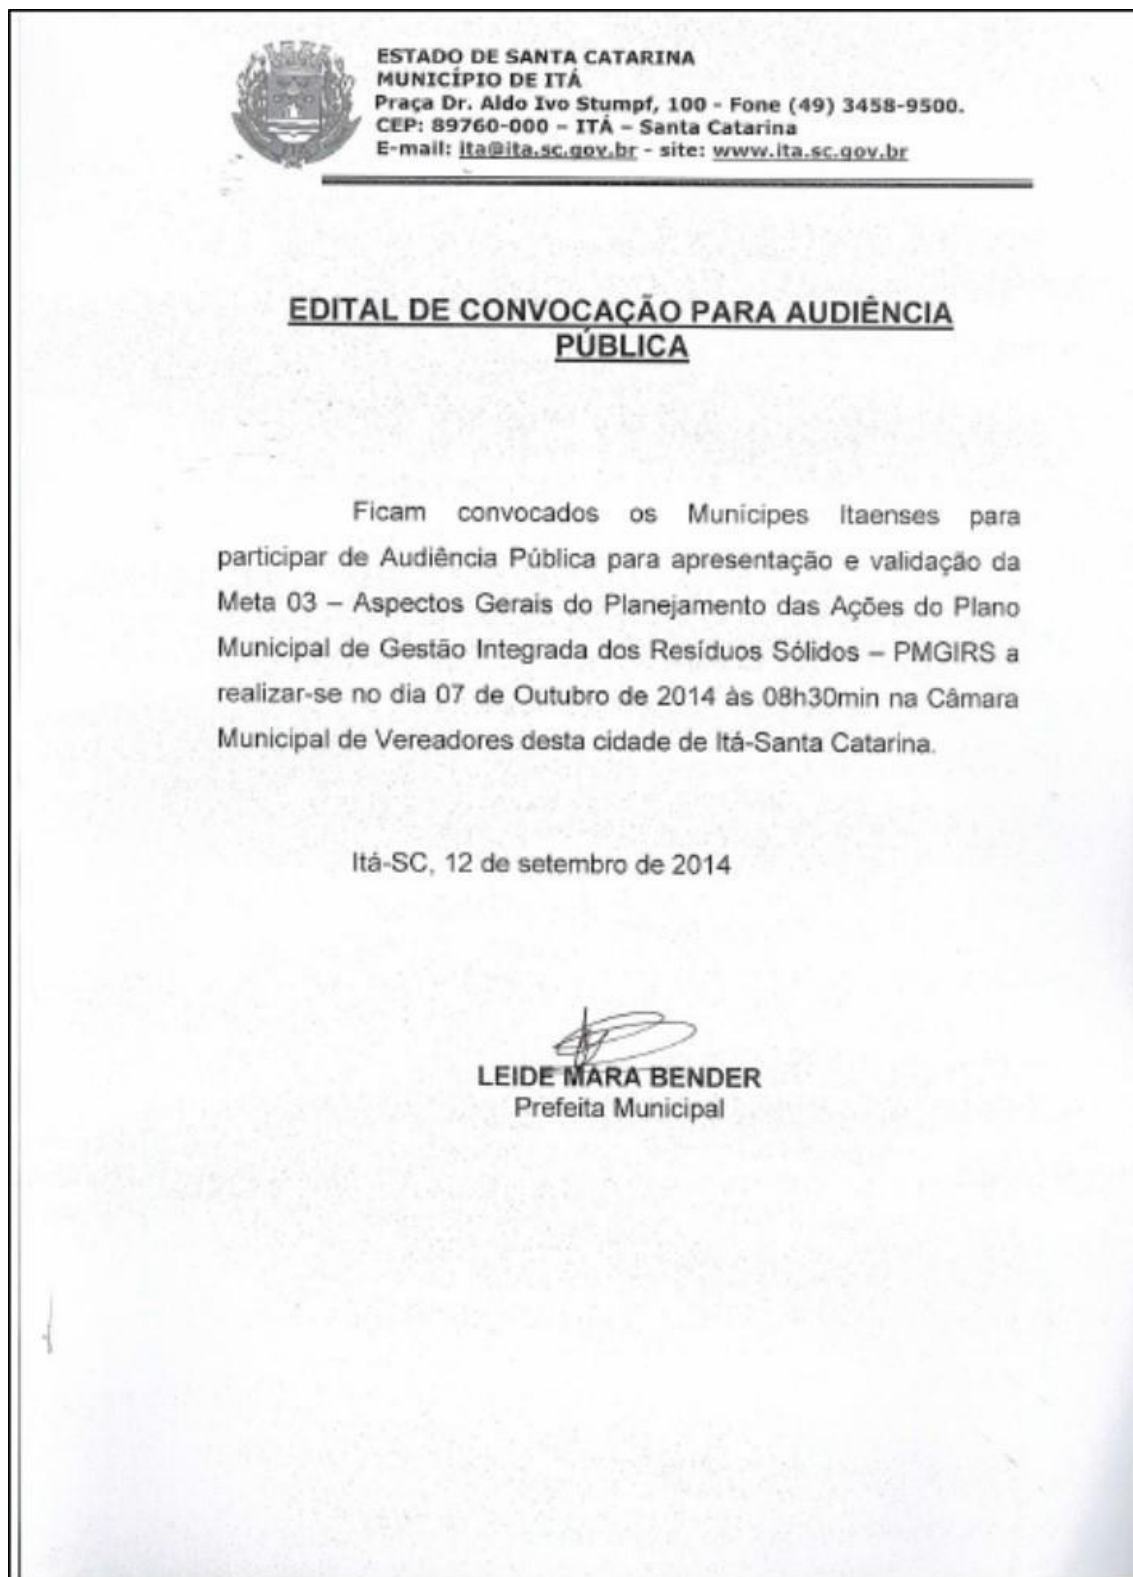 ESTADO DE SANTA CATARINA
MUNICÍPIO DE ITÁ
Praça Dr. Aldo Ivo Stumpf, 100 - Fone (49) 3458-9500.
CEP: 89760-000 – ITÁ – Santa Catarina
E-mail: ita@ita.sc.gov.br - site: www.ita.sc.gov.br
EDITAL DE CONVOCAÇÃO PARA AUDIÊNCIA
PÚBLICA
Ficam convocados os Munícipes Itaenses para
participar de Audiência Pública para apresentação e validação da
Meta 03 – Aspectos Gerais do Planejamento das Ações do Plano
Municipal de Gestão Integrada dos Resíduos Sólidos – PMGIRS a
realizar-se no dia 07 de Outubro de 2014 às 08h30min na Câmara
Municipal de Vereadores desta cidade de Itá-Santa Catarina.
Itá-SC, 12 de setembro de 2014
LEIDE MARA BENDER
Prefeita Municipal